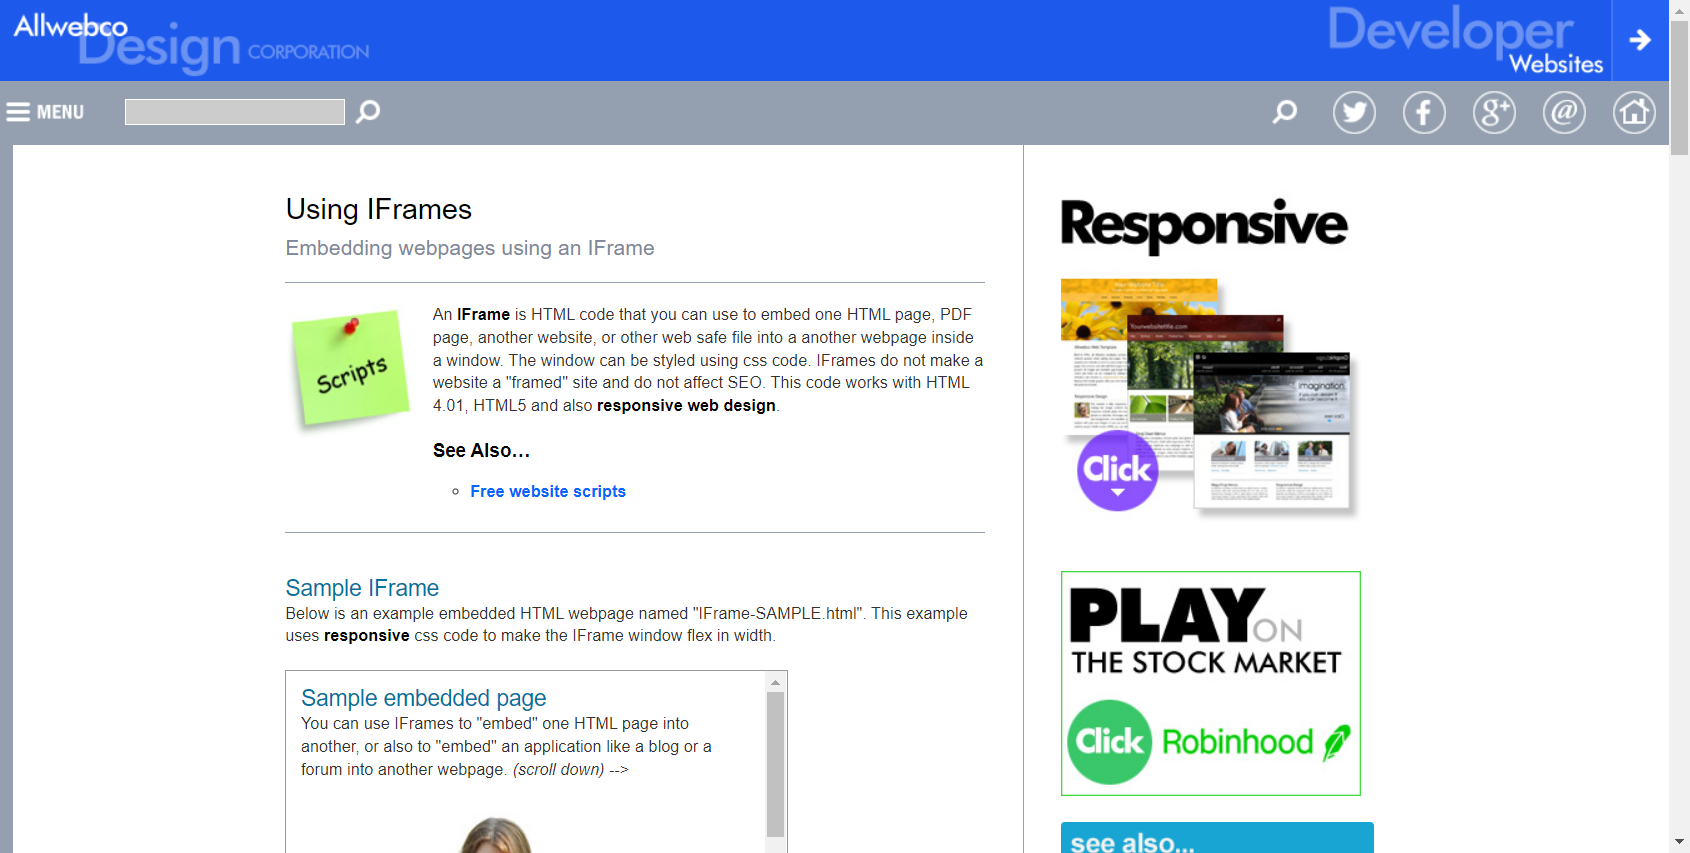 Allwebco
Design CORPORATION
Developer
Websites
MENU
Using IFrames
Embedding webpages using an IFrame
Scripts
An IFrame is HTML code that you can use to embed one HTML page, PDF
page, another website, or other web safe file into a another webpage inside
a window. The window can be styled using css code. IFrames do not make a
website a "framed" site and do not affect SEO. This code works with HTML
4.01, HTML5 and also responsive web design.
See Also...
Free website scripts
Sample IFrame
Below is an example embedded HTML webpage named "IFrame-SAMPLE.html". This example
uses responsive css code to make the IFrame window flex in width.
Sample embedded page
You can use IFrames to "embed" one HTML page into
another, or also to "embed" an application like a blog or a
forum into another webpage. (scroll down) -->
Responsive
Yourwebsitetitle.com
imagination
Click
PLAY ON
THE STOCK MARKET
Click Robinhood
see also...